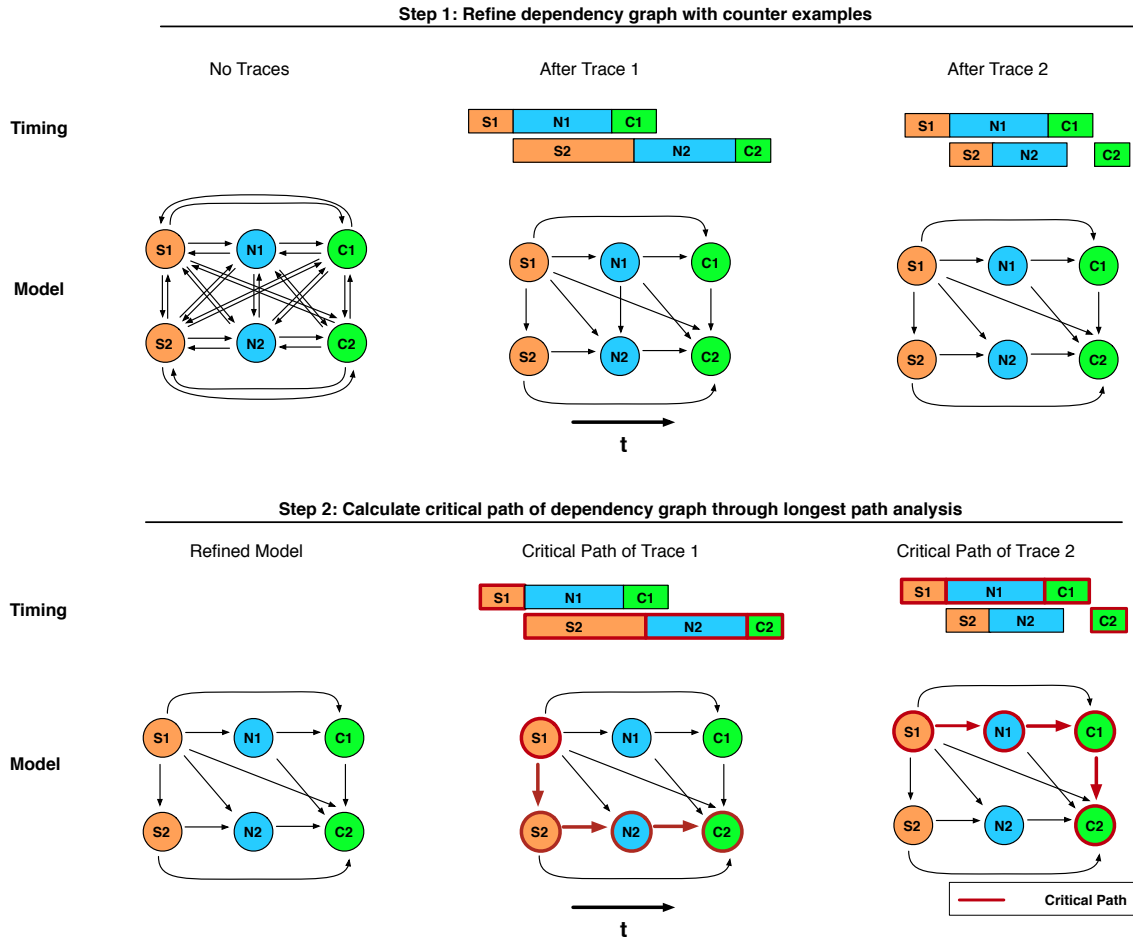 Step 1: Refine dependency graph with counter examples
No Traces
After Trace 1
After Trace 2
Timing
S1 N1 C1
S2 N2 C2
S1 N1 C1
S2 N2 C2
Model
S1 N1 C1
S2 N2 C2
S1 N1 C1
S2 N2 C2
S1 N1 C1
S2 N2 C2
t
Step 2: Calculate critical path of dependency graph through longest path analysis
Refined Model
Critical Path of Trace 1
Critical Path of Trace 2
Timing
S1 N1 C1
S2 N2 C2
S1 N1 C1
S2 N2 C2
Model
S1 N1 C1
S2 N2 C2
S1 N1 C1
S2 N2 C2
S1 N1 C1
S2 N2 C2
Critical Path
t